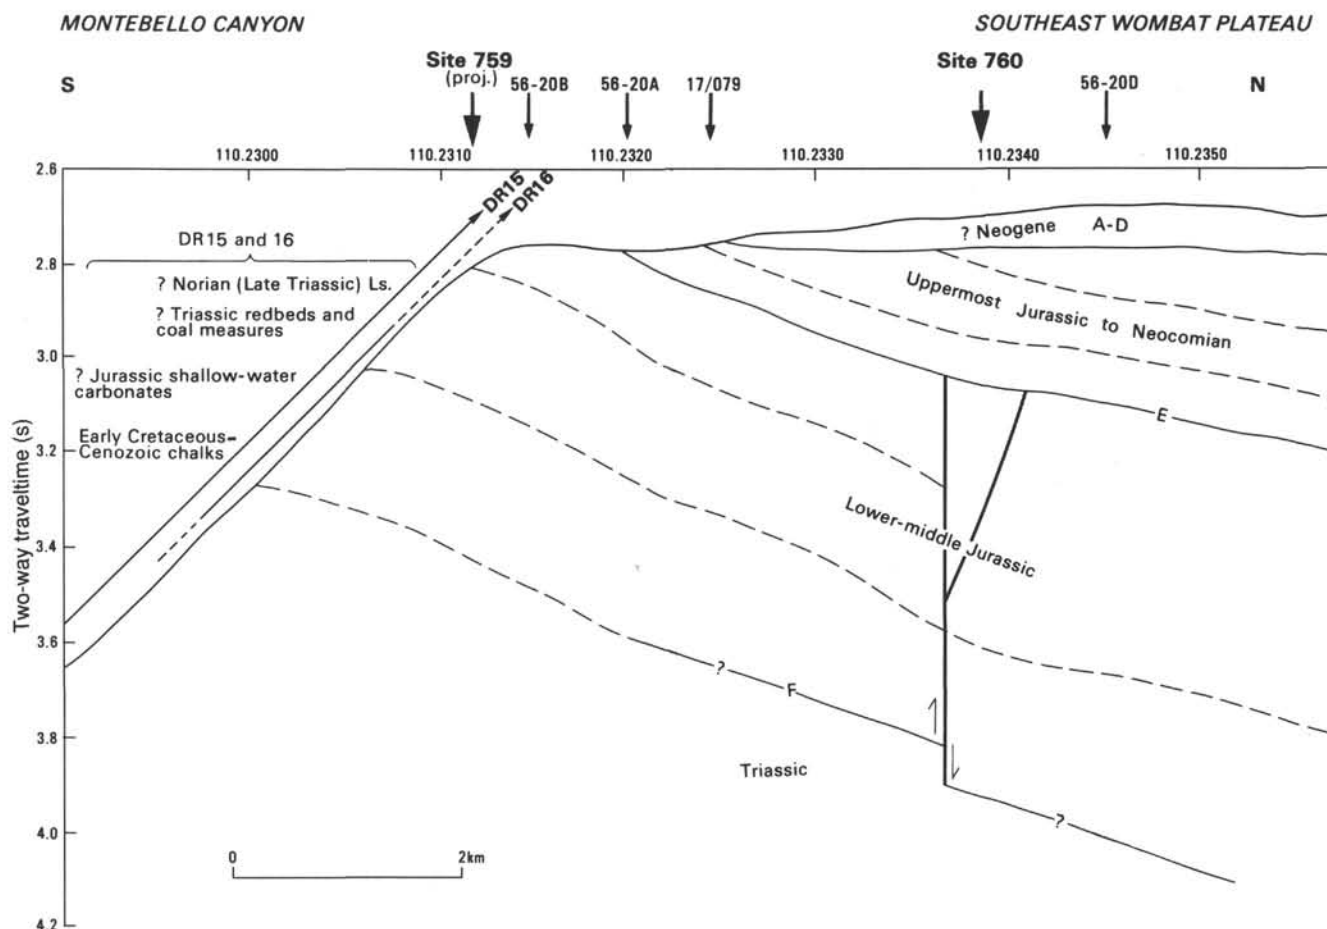 MONTEBELLO CANYON
SOUTHEAST WOMBAT PLATEAU
Site 759
(proj.)
Site 760
S
56-20B
56-20A
17/079
56-20D
N
110.2300
110.2310
110.2320
110.2330
110.2340
110.2350
2.6
DR15
DR16
DR15 and 16
? Neogene A-D
2.8
? Norian (Late Triassic) Ls.
? Triassic redbeds and
coal measures
Uppermost Jurassic to Neocomian
3.0
? Jurassic shallow-water
carbonates
E
Early Cretaceous-
Cenozoic chalks
3.2
Two-way traveltime (s)
3.4
Lower-middle Jurassic
3.6
?
F
3.8
Triassic
?
4.0
0
2km
4.2